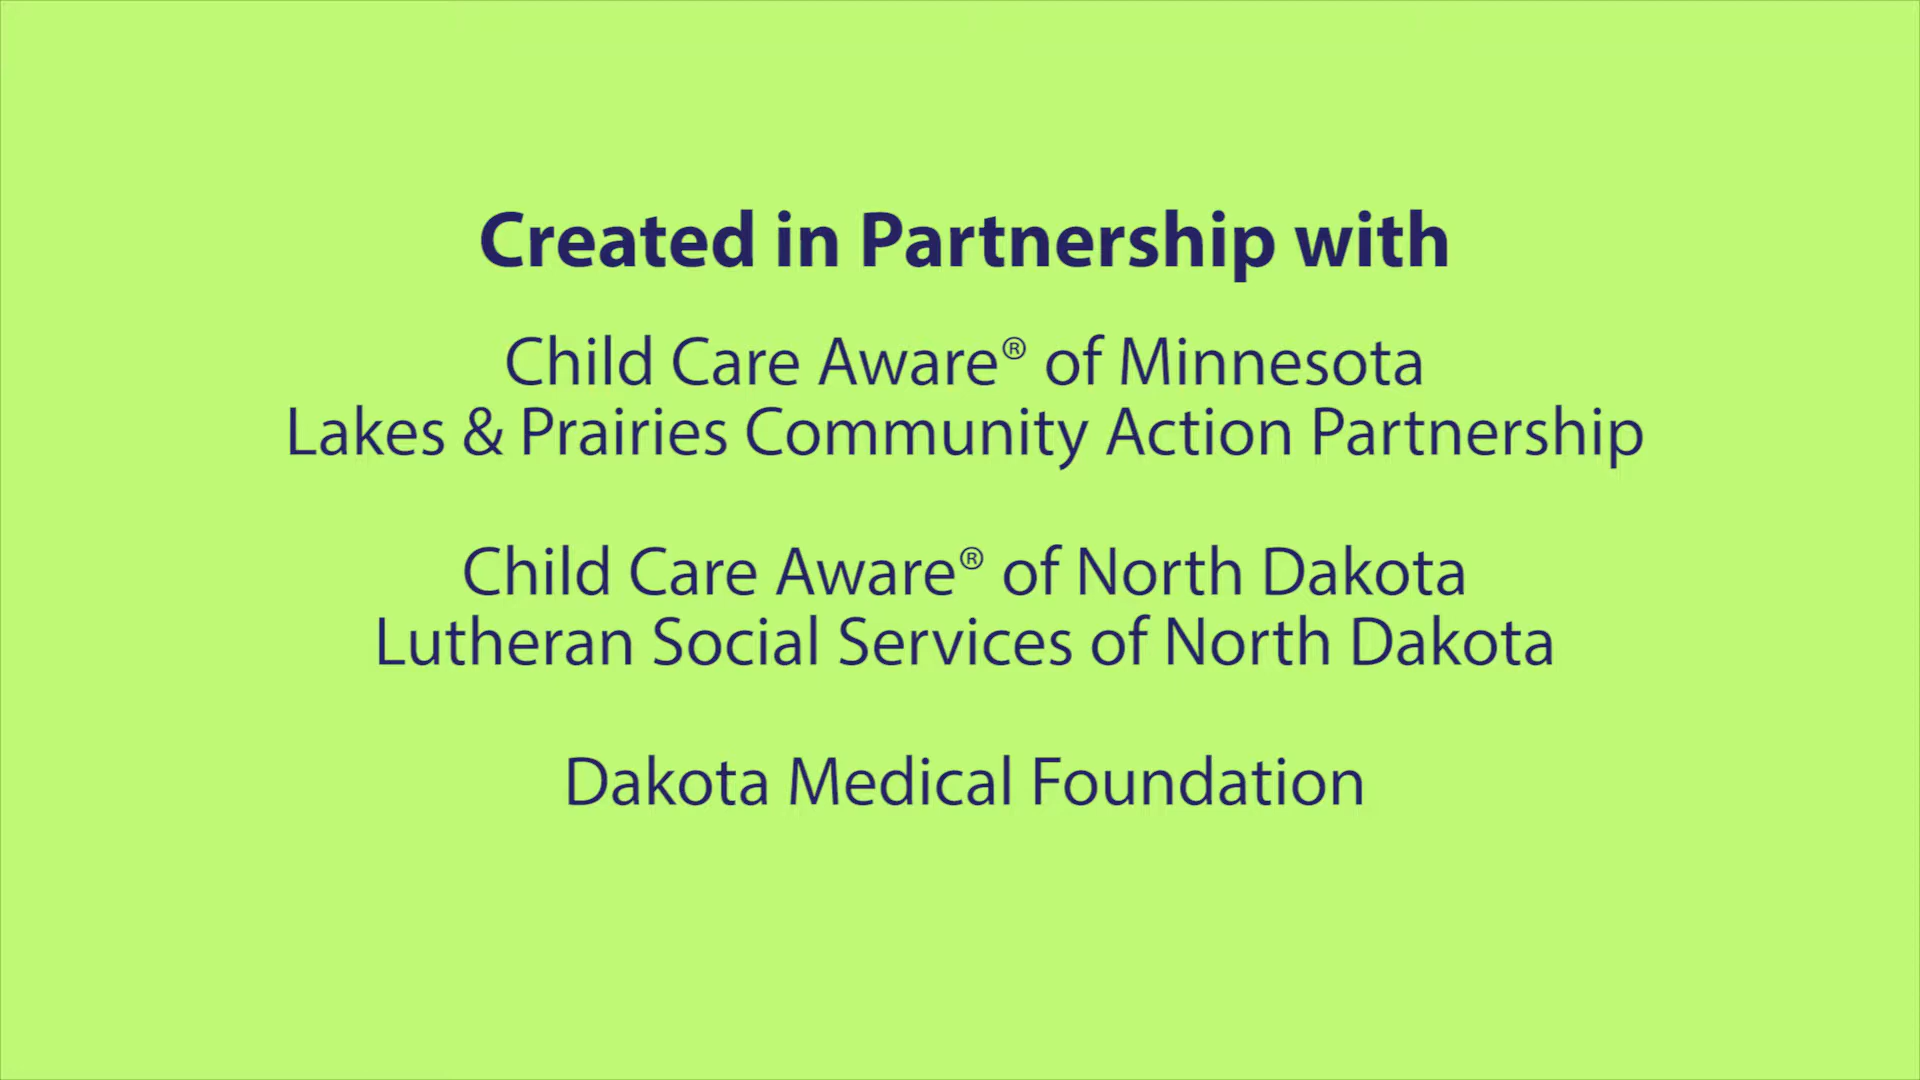 Created in Partnership with
Child Care Aware® of Minnesota
Lakes & Prairies Community Action Partnership
Child Care Aware® of North Dakota
Lutheran Social Services of North Dakota
Dakota Medical Foundation